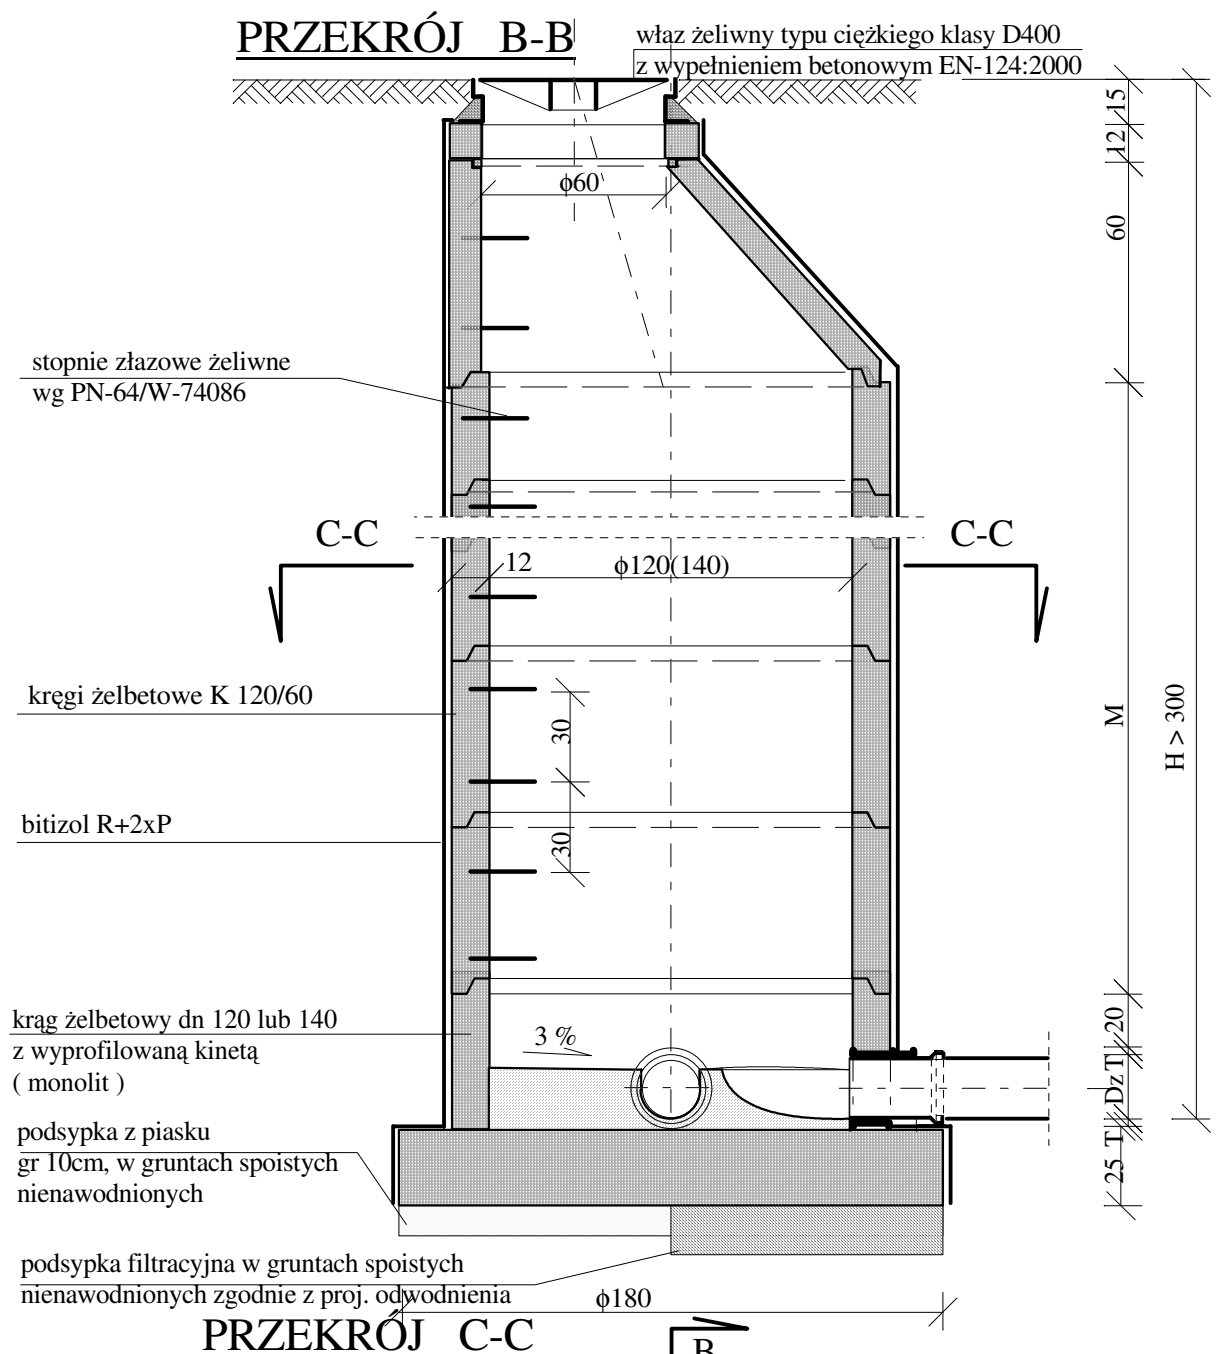 PRZEKRÓJ B-B
właz żeliwny typu ciężkiego klasy D400
z wypełnieniem betonowym EN-124:2000
15
12
ϕ60
60
stopnie złazowe żeliwne
wg PN-64/W-74086
C-C
C-C
12
ϕ120(140)
kręgi żelbetowe K 120/60
30
M
H > 300
bitizol R+2xP
30
krąg żelbetowy dn 120 lub 140
z wyprofilowaną kinetą
( monolit )
3 %
20
T
Dz
T
25
podsypka z piasku
gr 10cm, w gruntach spoistych
nienawodnionych
podsypka filtracyjna w gruntach spoistych
nienawodnionych zgodnie z proj. odwodnienia
ϕ180
PRZEKRÓJ C-C
B